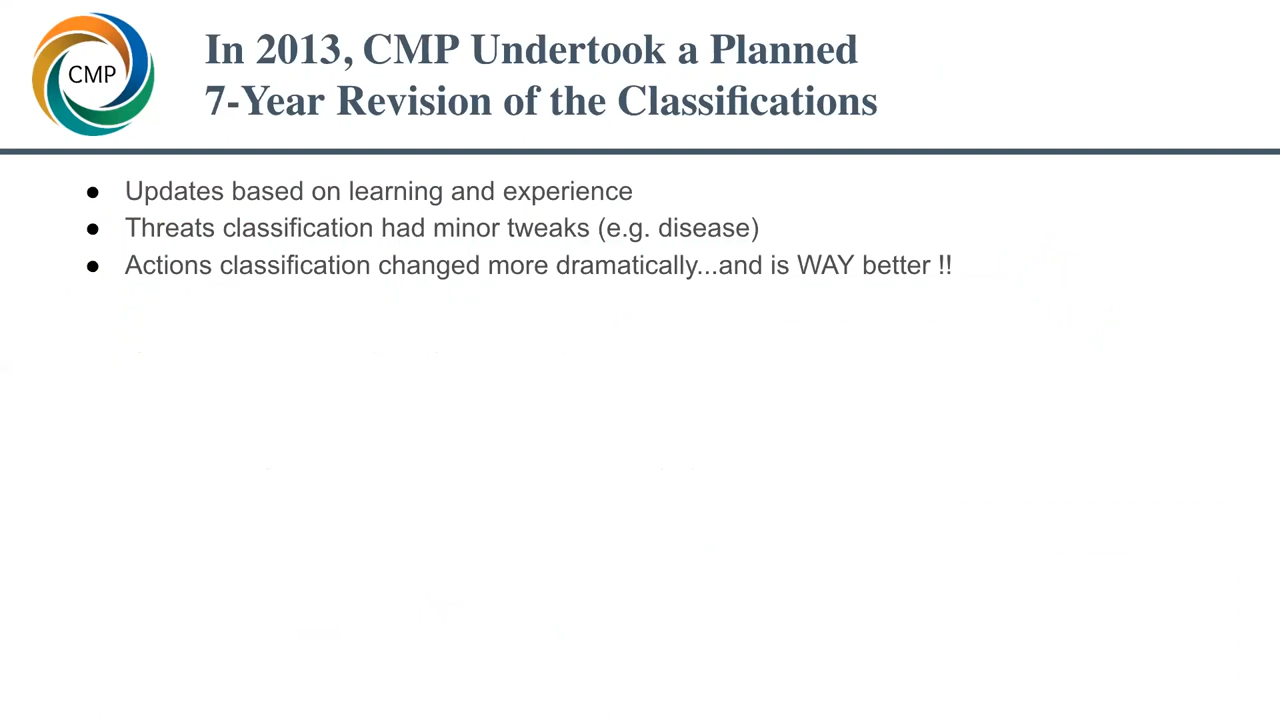 CMP
In 2013, CMP Undertook a Planned
7-Year Revision of the Classifications
● Updates based on learning and experience
● Threats classification had minor tweaks (e.g. disease)
● Actions classification changed more dramatically...and is WAY better !!